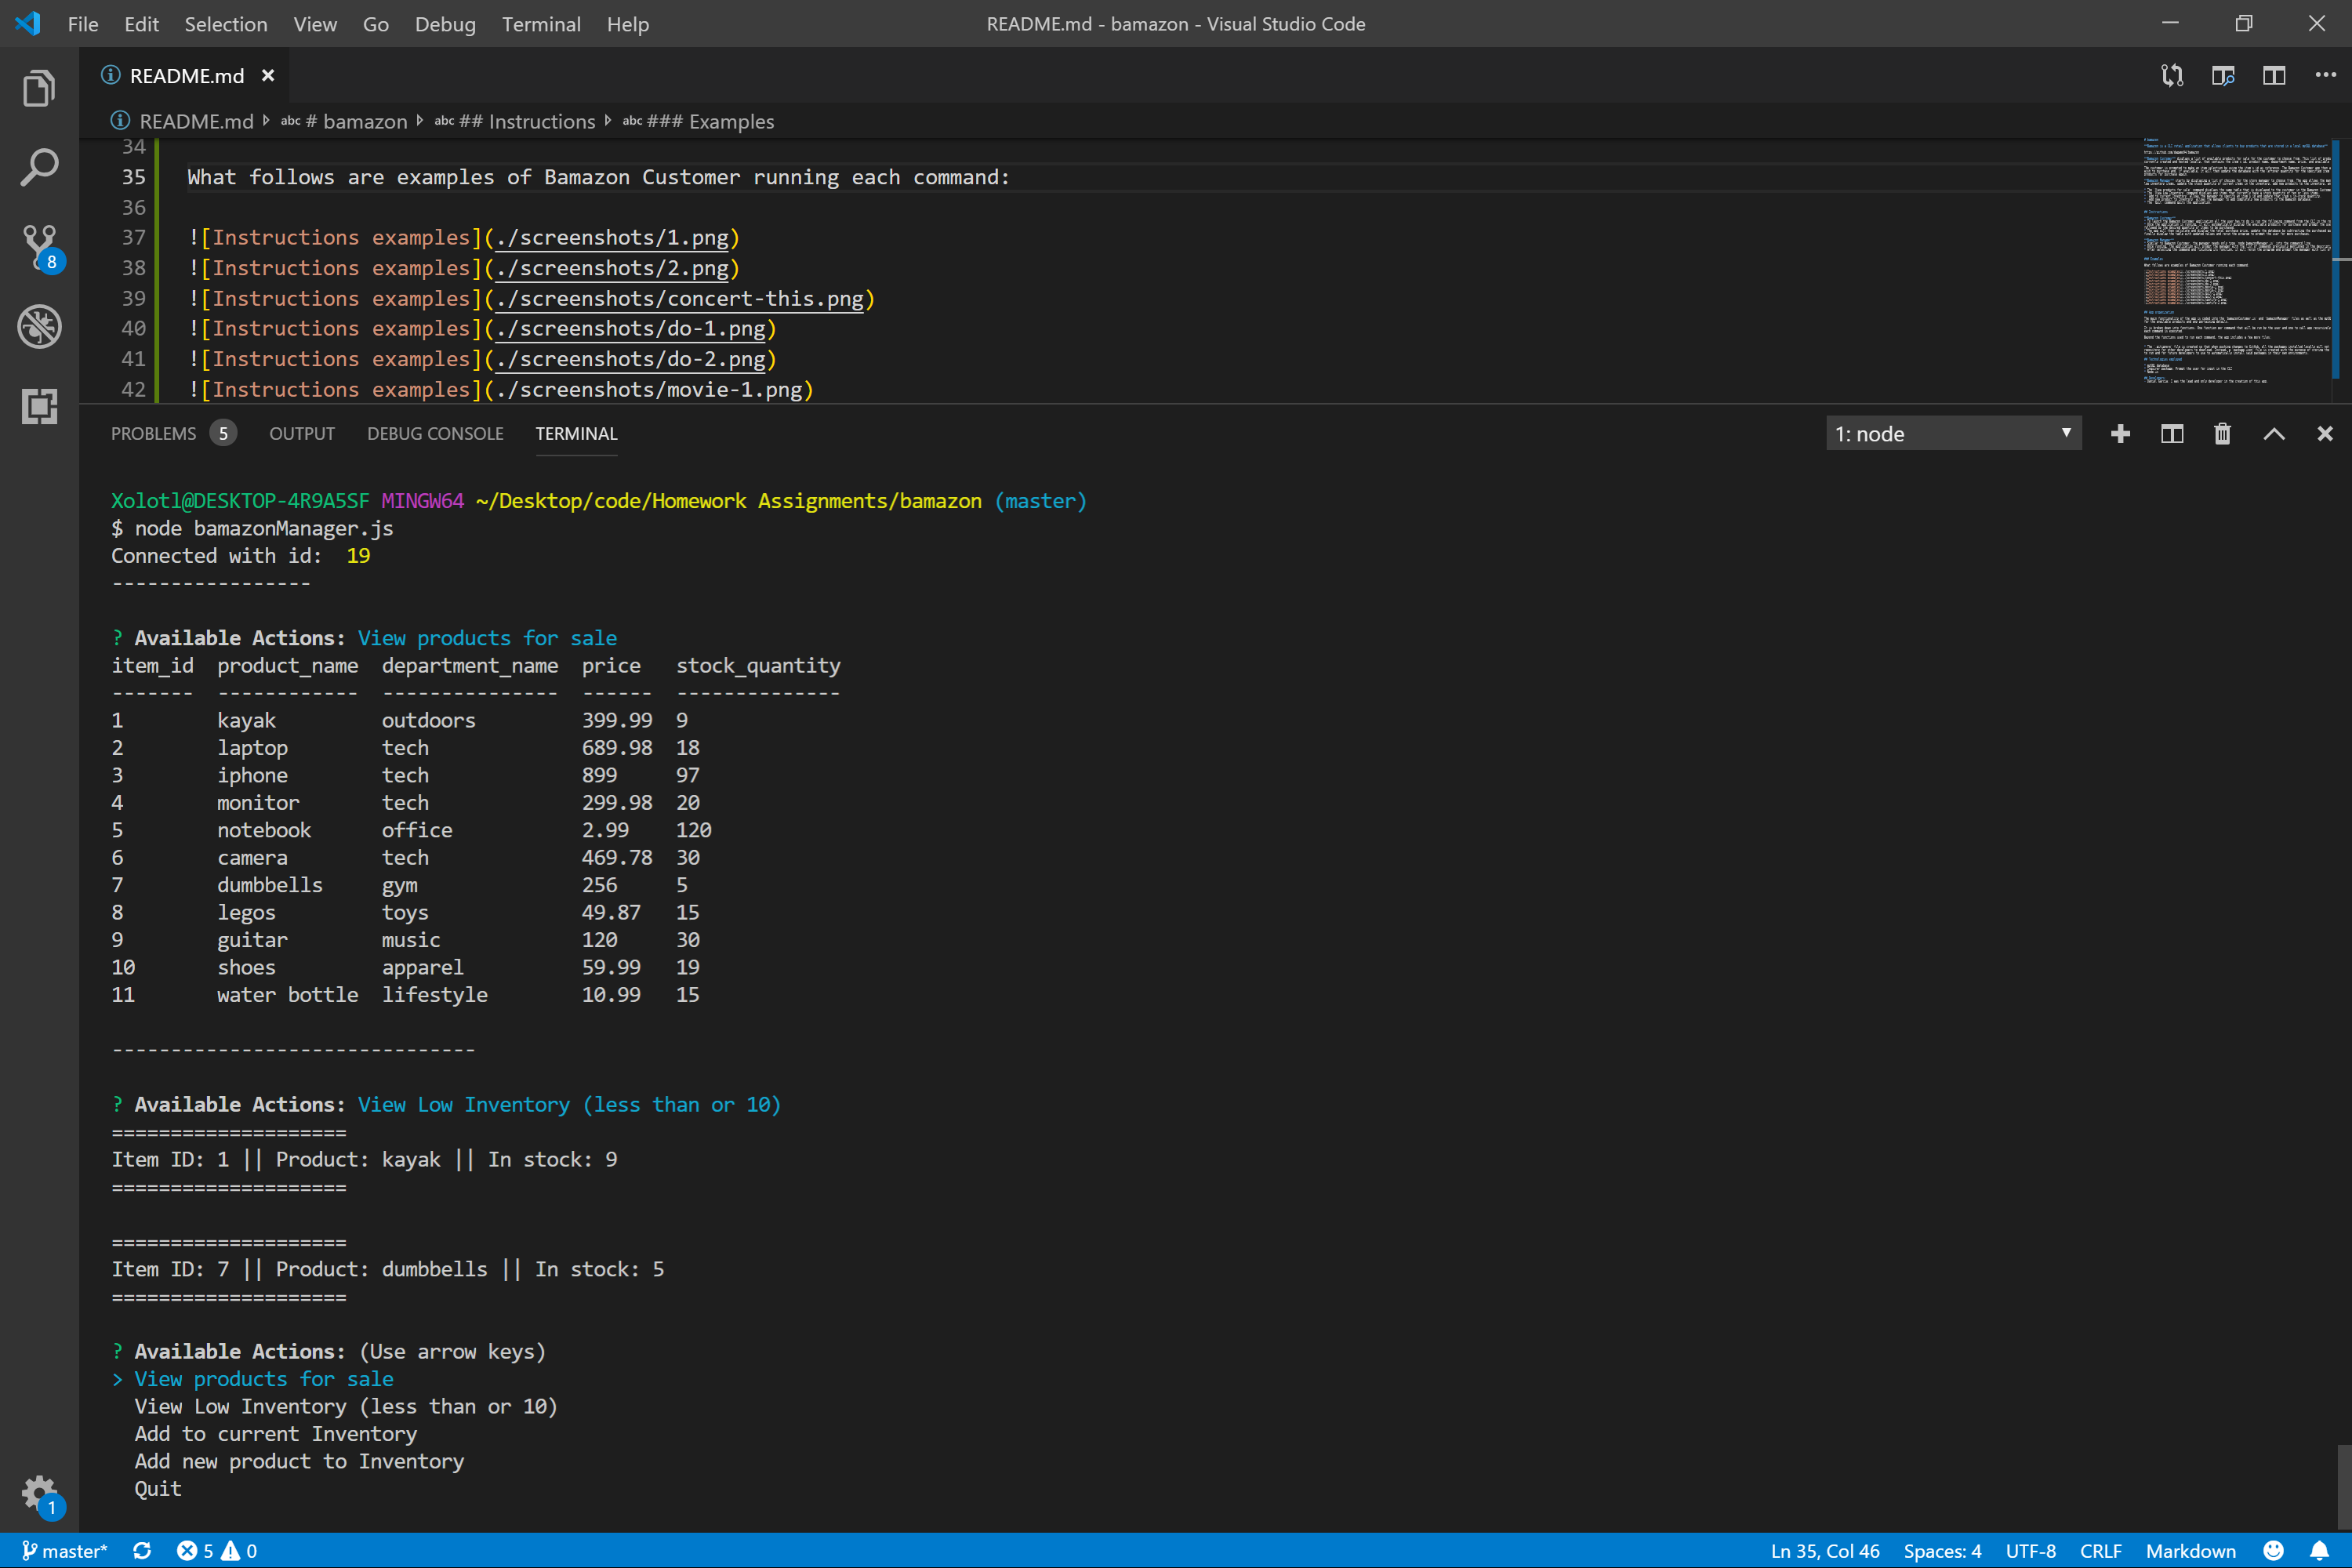 File Edit Selection View Go Debug Terminal Help README.md - bamazon - Visual Studio Code
README.md
README.md # bamazon ## Instructions ### Examples
34
35 What follows are examples of Bamazon Customer running each command:
36
37 ![Instructions examples](./screenshots/1.png)
38 ![Instructions examples](./screenshots/2.png)
39 ![Instructions examples](./screenshots/concert-this.png)
40 ![Instructions examples](./screenshots/do-1.png)
41 ![Instructions examples](./screenshots/do-2.png)
42 ![Instructions examples](./screenshots/movie-1.png)
PROBLEMS 5 OUTPUT DEBUG CONSOLE TERMINAL 1: node
8
Xolotl@DESKTOP-4R9A5SF MINGW64 ~/Desktop/code/Homework Assignments/bamazon (master)
$ node bamazonManager.js
Connected with id:  19
-----------------
? Available Actions: View products for sale
item_id  product_name  department_name  price   stock_quantity
-------  ------------  ---------------  ------  --------------
1        kayak         outdoors         399.99  9
2        laptop        tech             689.98  18
3        iphone        tech             899     97
4        monitor       tech             299.98  20
5        notebook      office           2.99    120
6        camera        tech             469.78  30
7        dumbbells     gym              256     5
8        legos         toys             49.87   15
9        guitar        music            120     30
10       shoes         apparel          59.99   19
11       water bottle  lifestyle        10.99   15
-------------------------------
? Available Actions: View Low Inventory (less than or 10)
====================
Item ID: 1 || Product: kayak || In stock: 9
====================
====================
Item ID: 7 || Product: dumbbells || In stock: 5
====================
? Available Actions: (Use arrow keys)
> View products for sale
View Low Inventory (less than or 10)
Add to current Inventory
Add new product to Inventory
Quit
1
master* 5 0 Ln 35, Col 46 Spaces: 4 UTF-8 CRLF Markdown